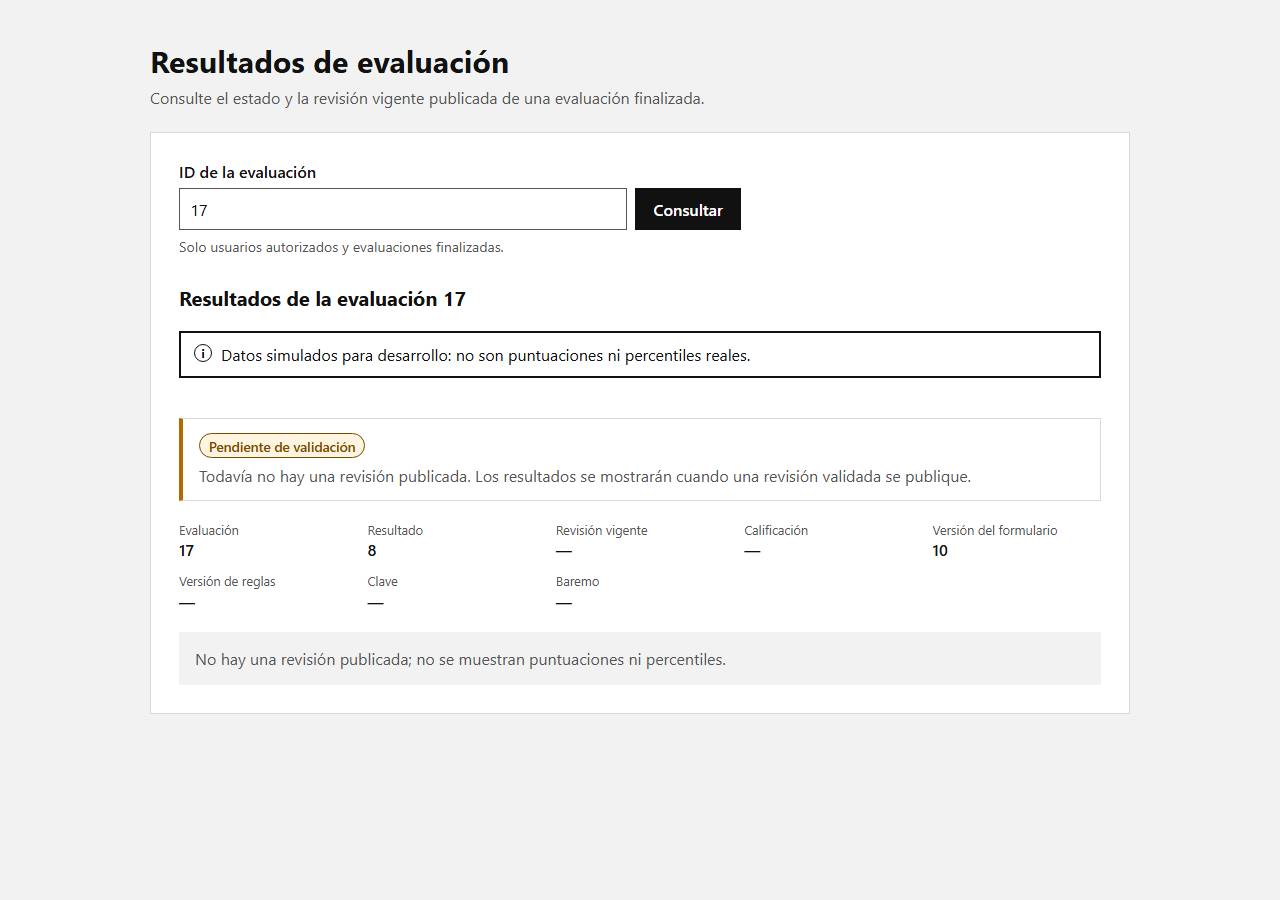 Resultados de evaluación
Consulte el estado y la revisión vigente publicada de una evaluación finalizada.
ID de la evaluación
17
Consultar
Solo usuarios autorizados y evaluaciones finalizadas.
Resultados de la evaluación 17
Datos simulados para desarrollo: no son puntuaciones ni percentiles reales.
Pendiente de validación
Todavía no hay una revisión publicada. Los resultados se mostrarán cuando una revisión validada se publique.
Evaluación Resultado Revisión vigente Calificación Versión del formulario
17 8 — — 10
Versión de reglas Clave Baremo
— — —
No hay una revisión publicada; no se muestran puntuaciones ni percentiles.